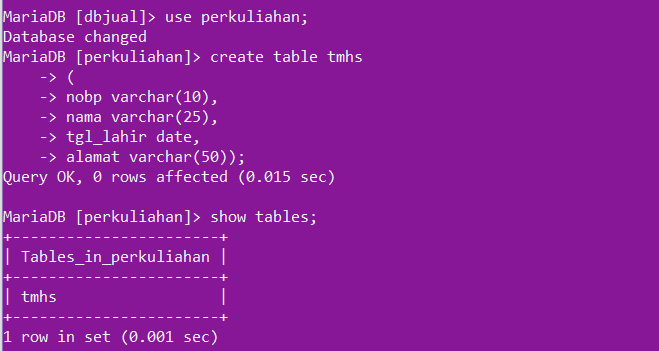 MariaDB [dbjual]> use perkuliahan;
Database changed
MariaDB [perkuliahan]> create table tmhs
    -> (
    -> nobp varchar(10),
    -> nama varchar(25),
    -> tgl_lahir date,
    -> alamat varchar(50));
Query OK, 0 rows affected (0.015 sec)

MariaDB [perkuliahan]> show tables;
+-----------------------+
| Tables_in_perkuliahan |
+-----------------------+
| tmhs                  |
+-----------------------+
1 row in set (0.001 sec)